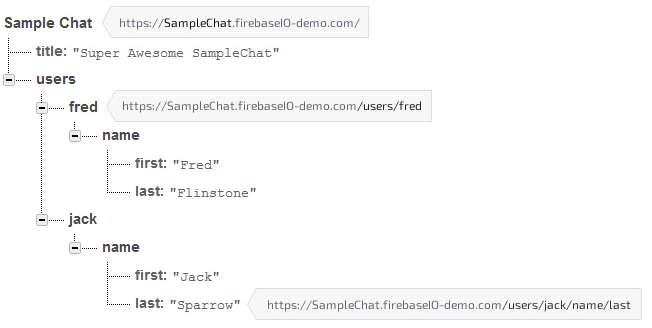 Sample Chat https://SampleChat.firebaseIO-demo.com/
title: "Super Awesome SampleChat"
users
fred https://SampleChat.firebaseIO-demo.com/users/fred
name
first: "Fred"
last: "Flinstone"
jack
name
first: "Jack"
last: "Sparrow" https://SampleChat.firebaseIO-demo.com/users/jack/name/last